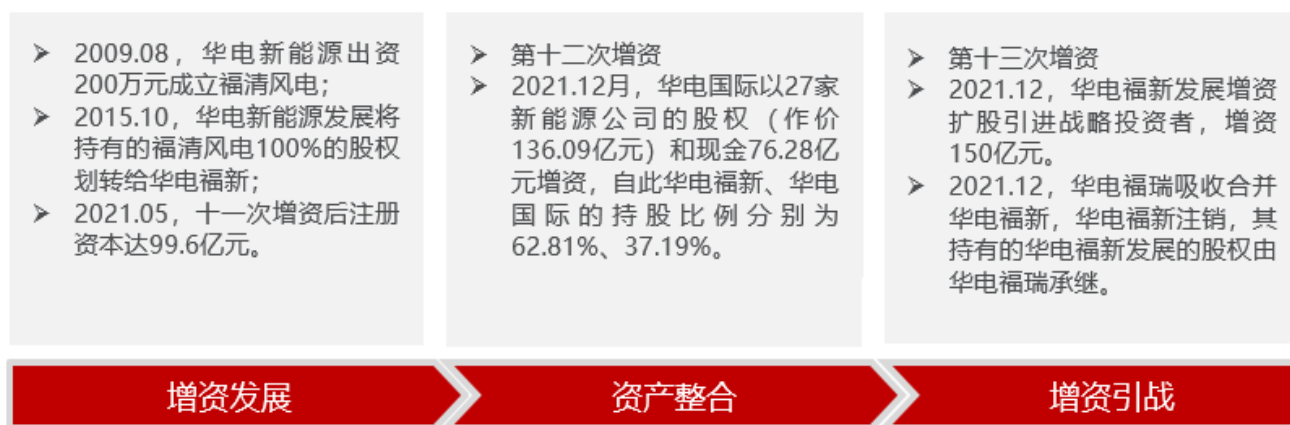 ➢ 2009.08，华电新能源出资
200万元成立福清风电；
➢ 2015.10，华电新能源发展将
持有的福清风电100%的股权
划转给华电福新；
➢ 2021.05，十一次增资后注册
资本达99.6亿元。
➢ 第十二次增资
➢ 2021.12月，华电国际以27家
新能源公司的股权（作价
136.09亿元）和现金76.28亿
元增资，自此华电福新、华电
国际的持股比例分别为
62.81%、37.19%。
➢ 第十三次增资
➢ 2021.12，华电福新发展增资
扩股引进战略投资者，增资
150亿元。
➢ 2021.12，华电福瑞吸收合并
华电福新，华电福新注销，其
持有的华电福新发展的股权由
华电福瑞承继。
增资发展
资产整合
增资引战